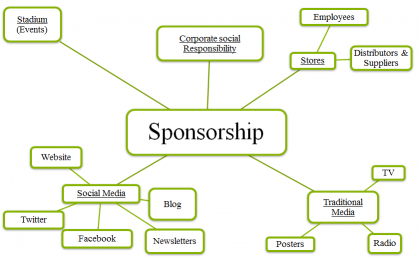 Stadium
(Events)
Corporate social
Responsibility
Employees
Stores
Distributors &
Suppliers
Sponsorship
Website
Social Media
Blog
Twitter
Facebook
Newsletters
TV
Traditional
Media
Posters
Radio